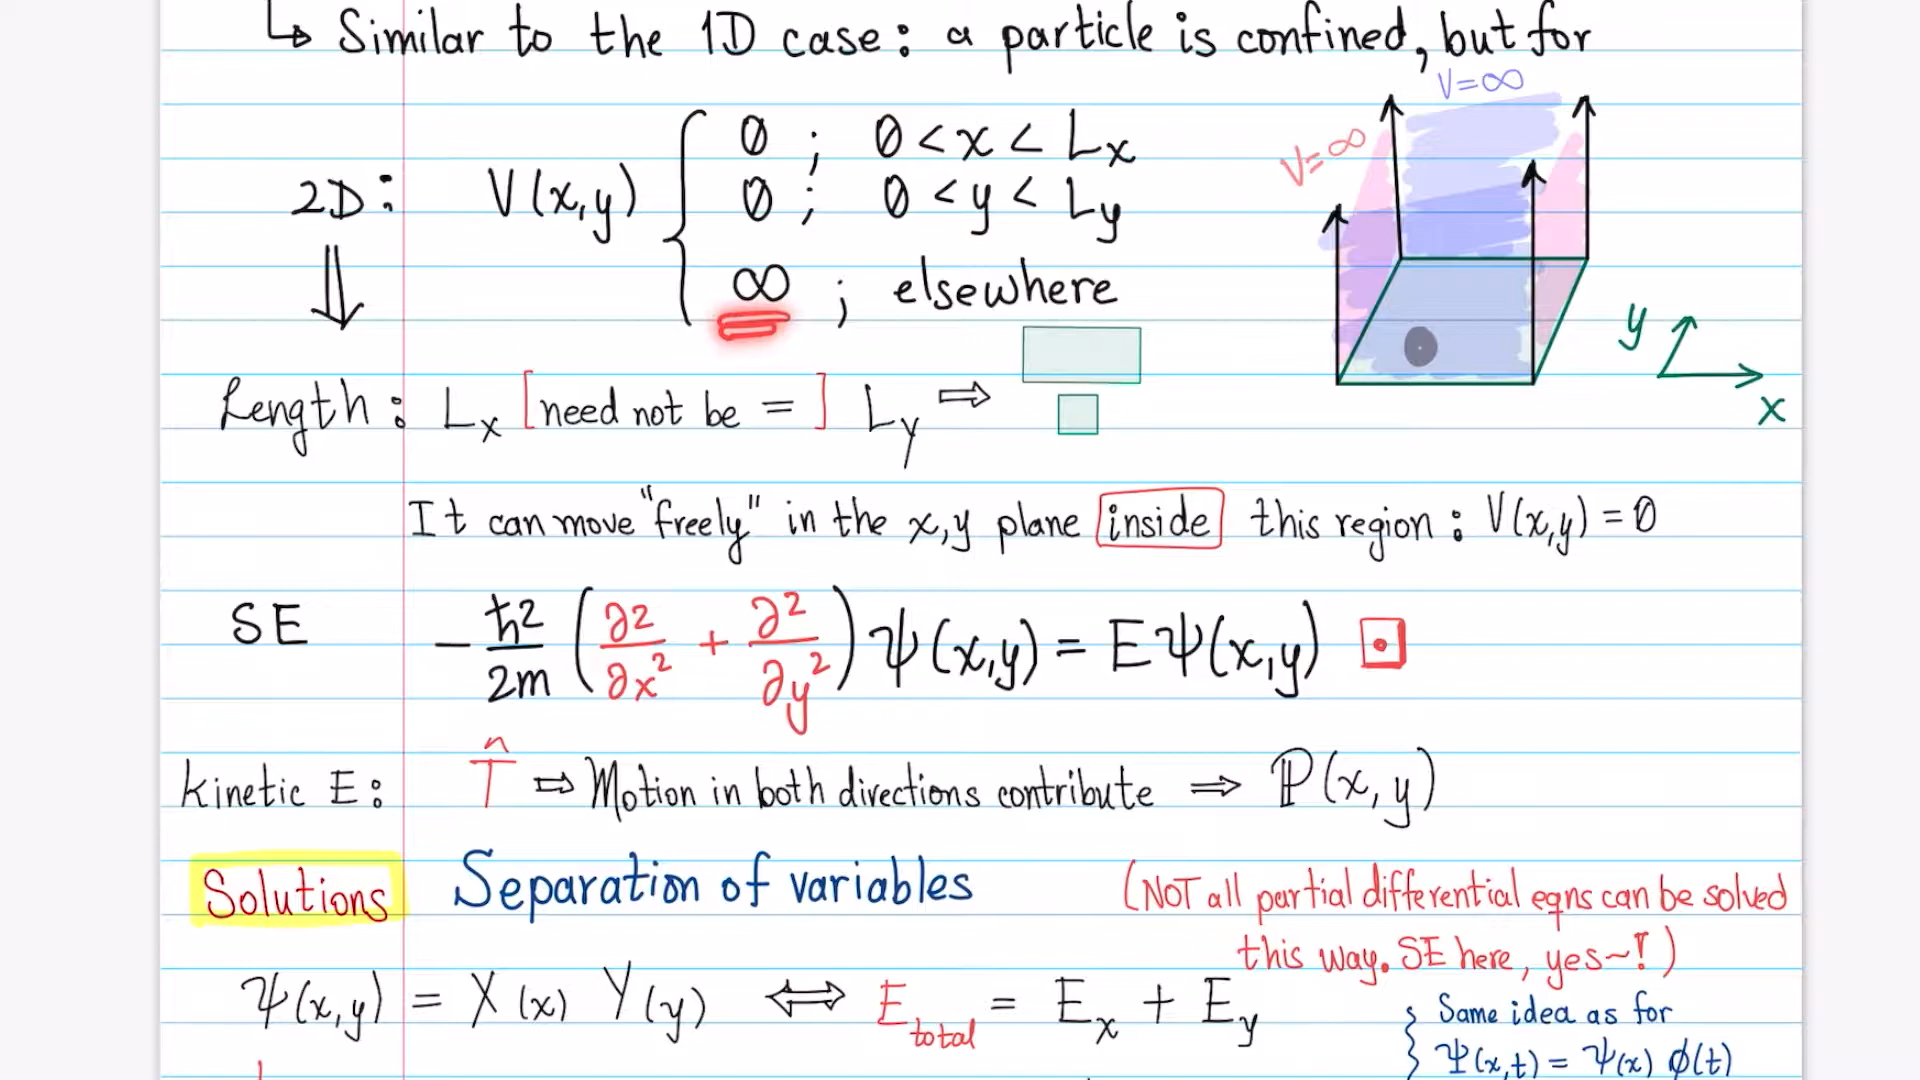 ↳ Similar to the 1D case: a particle is confined, but for
V=∞
V=∞
2D: V(x,y) { 0 ; 0 < x < Lx
0 ; 0 < y < Ly
∞ ; elsewhere
y
x
Length: Lx [need not be = ] Ly ⇒
It can move "freely" in the x,y plane inside this region: V(x,y) = 0
SE -ħ²/2m (∂²/∂x² + ∂²/∂y²) ψ(x,y) = Eψ(x,y)
Kinetic E: T̂ ⇒ Motion in both directions contribute ⇒ ℙ(x,y)
Solutions Separation of variables (NOT all partial differential eqns can be solved
this way. SE here, yes~!)
ψ(x,y) = X(x) Y(y) ⇔ E total = Ex + Ey
{ Same idea as for
Ψ(x,t) = ψ(x) ϕ(t)